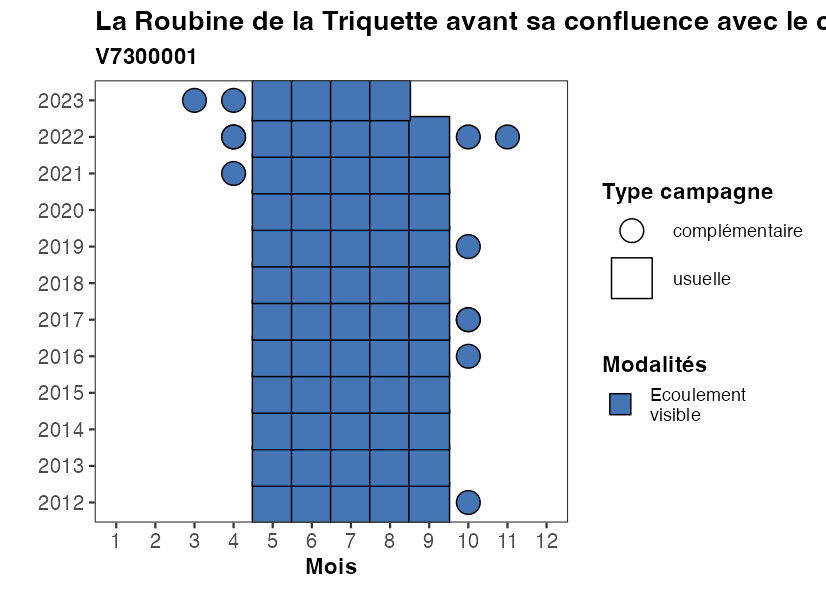 La Roubine de la Triquette avant sa confluence avec le
V7300001
2023
2022
2021
2020
2019
2018
2017
2016
2015
2014
2013
2012
1 2 3 4 5 6 7 8 9 10 11 12
Mois
Type campagne
complémentaire
usuelle
Modalités
Ecoulement
visible